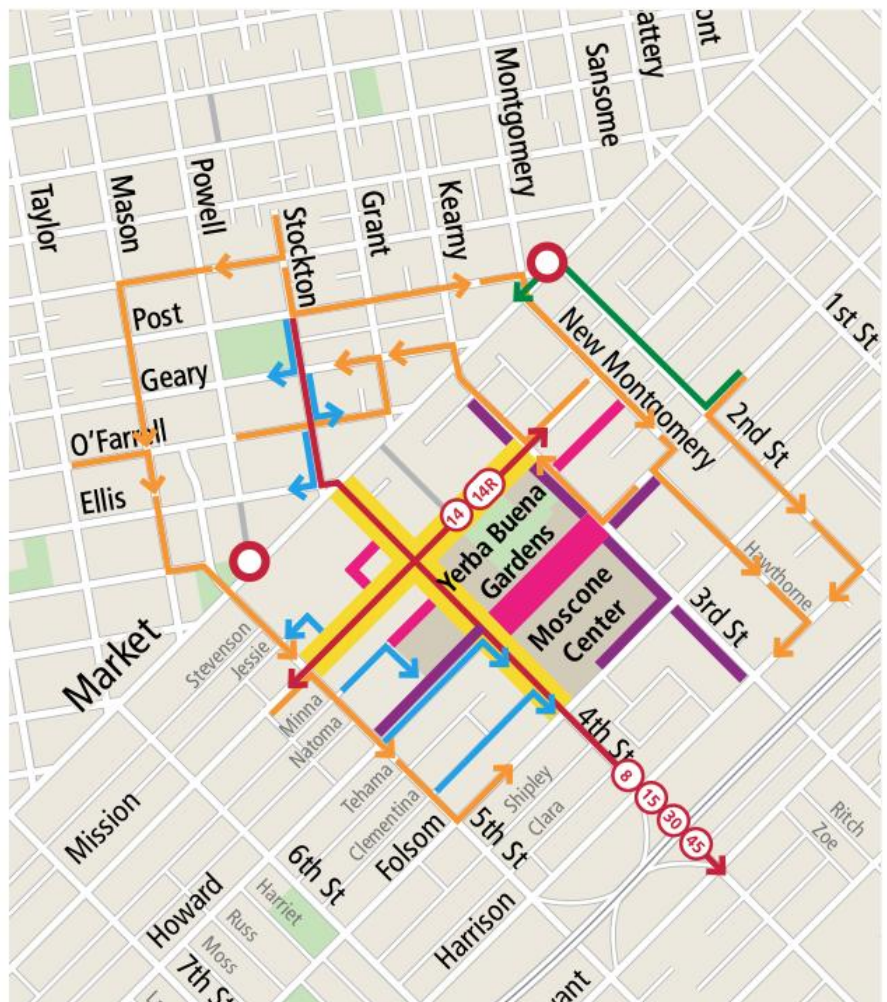 attery
ont
Montgomery
Sansome
Taylor
Mason
Powell
Stockton
Grant
Kearny
Post
Geary
O'Farrell
Ellis
New Montgomery
1st St
2nd St
Hawthorne
3rd St
14
14R
Yerba Buena
Gardens
Moscone
Center
Market
Stevenson
Jessie
Minna
Natoma
Tehama
Clementina
Folsom
Shipley
Clara
4th St
8
15
30
45
5th St
6th St
Mission
Howard
Harriet
Russ
Moss
7th St
Harrison
Ritch
Zoe
vant